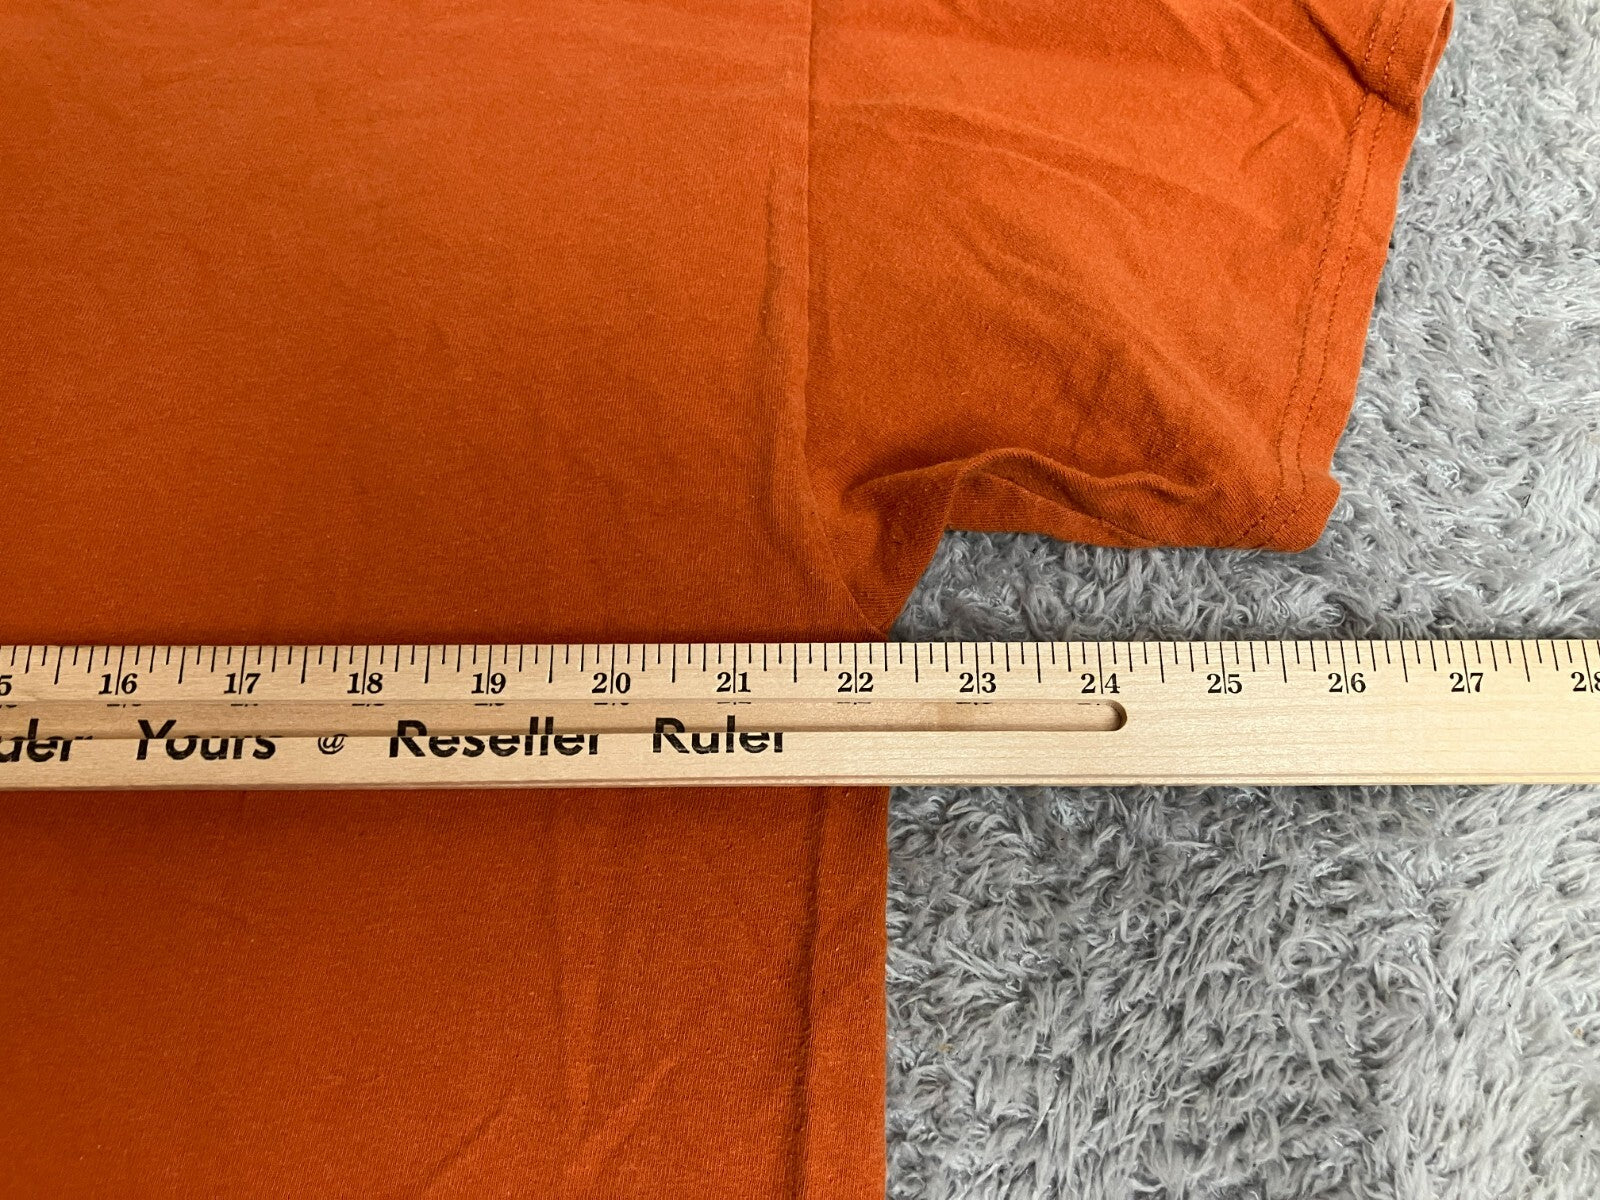 16 17 18 19 20 21 22 23 24 25 26 27
Yours @ Reseller Ruler